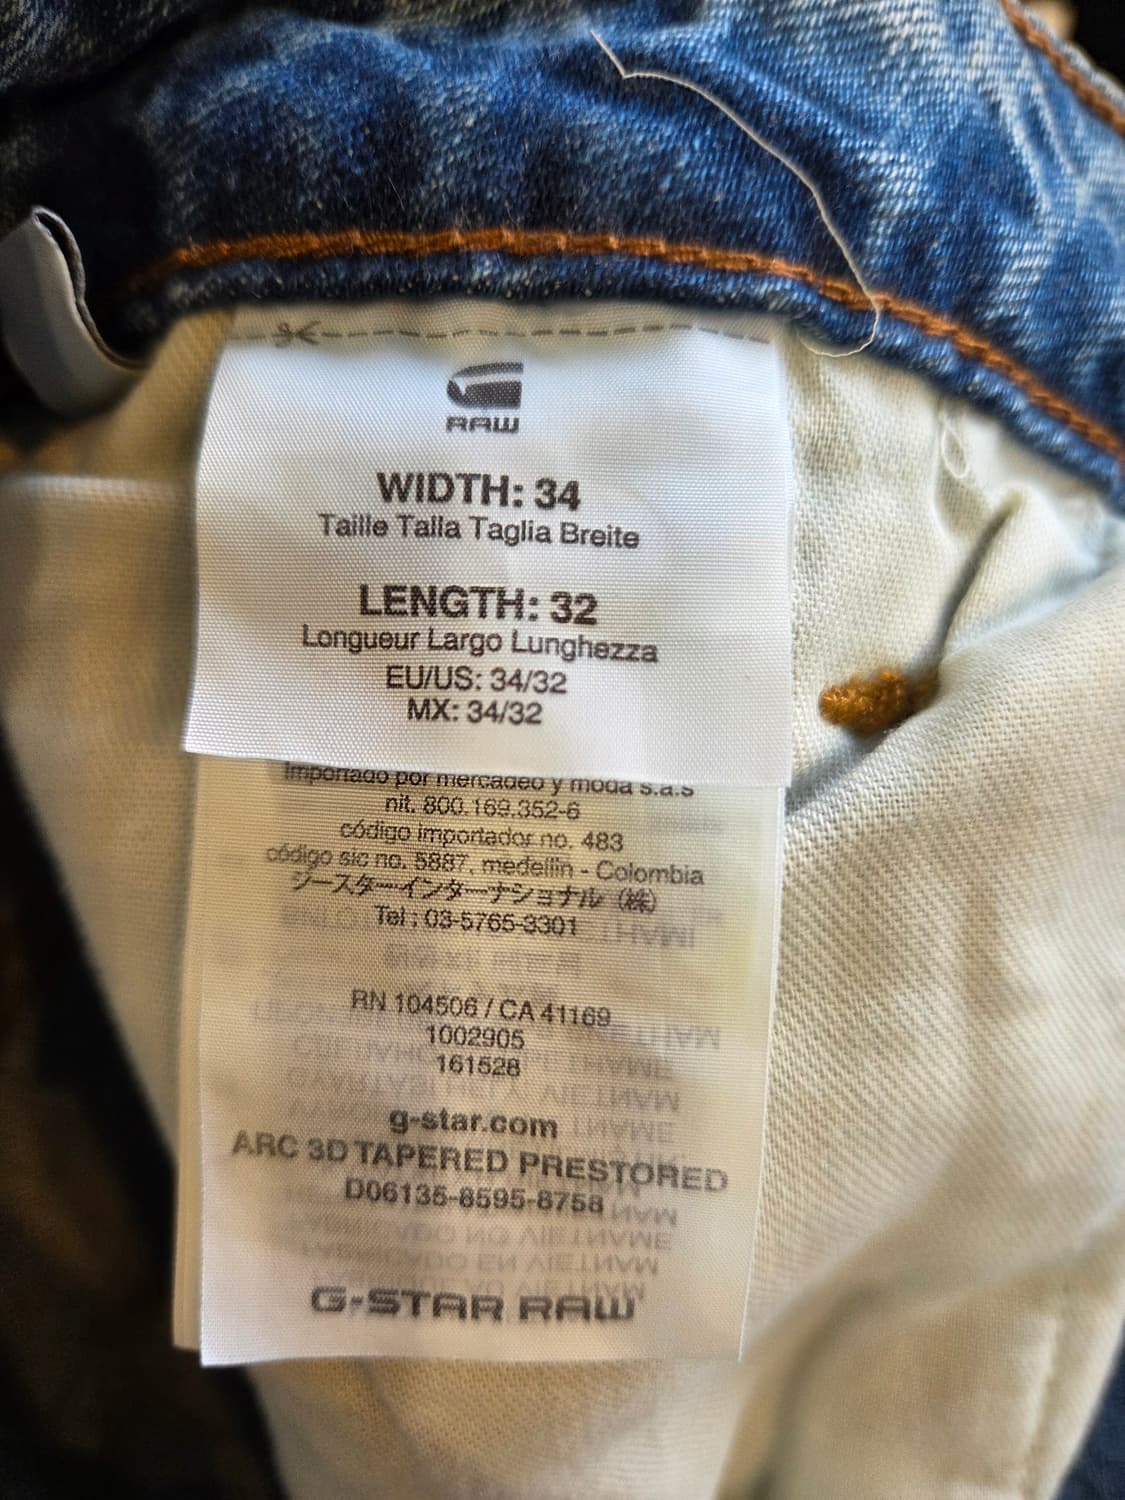 RAW
WIDTH: 34
Taille Talla Taglia Breite
LENGTH: 32
Longueur Largo Lunghezza
EU/US: 34/32
MX: 34/32
Importado por mercadeo y moda s.a.s
nit. 800.169.352-6
código importador no. 483
código sic no. 5887, medellin - Colombia
ジースターインターナショナル (株)
Tel : 03-5765-3301
RN 104506 / CA 41169
1002905
161528
g-star.com
ARC 3D TAPERED PRESTORED
D06135-8595-8758
G-STAR RAW